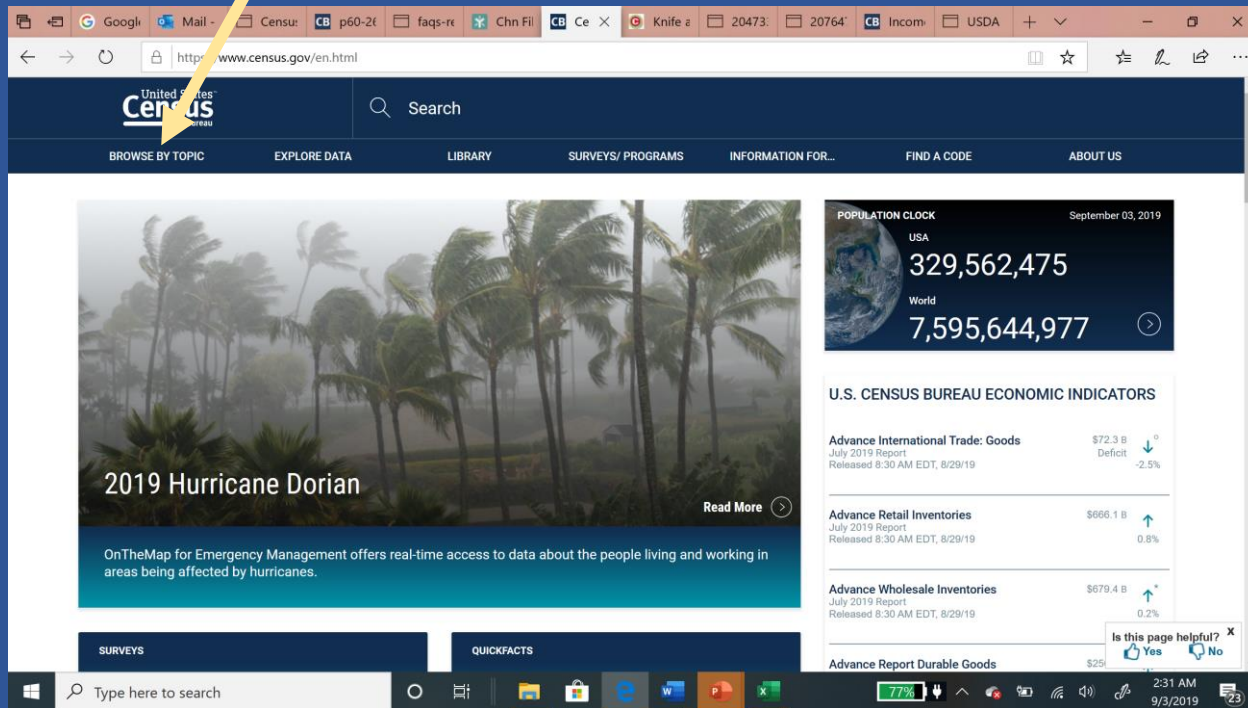 Googl Mail - Census p60-26 faqs-re Chn Fil CB Ce Knife a 20473: 20764 CB Incom USDA
https www.census.gov/en.html
United States
Census
Bureau
Search
BROWSE BY TOPIC EXPLORE DATA LIBRARY SURVEYS/ PROGRAMS INFORMATION FOR... FIND A CODE ABOUT US
2019 Hurricane Dorian
Read More
OnTheMap for Emergency Management offers real-time access to data about the people living and working in
areas being affected by hurricanes.
POPULATION CLOCK September 03, 2019
USA
329,562,475
World
7,595,644,977
U.S. CENSUS BUREAU ECONOMIC INDICATORS
Advance International Trade: Goods $72.3 B
July 2019 Report Deficit
Released 8:30 AM EDT, 8/29/19 -2.5%
Advance Retail Inventories $666.1 B
July 2019 Report
Released 8:30 AM EDT, 8/29/19 0.8%
Advance Wholesale Inventories $679.4 B
July 2019 Report
Released 8:30 AM EDT, 8/29/19 0.2%
Advance Report Durable Goods
Is this page helpful? X
Yes No
SURVEYS QUICKFACTS
Type here to search 77% 2:31 AM
9/3/2019 23